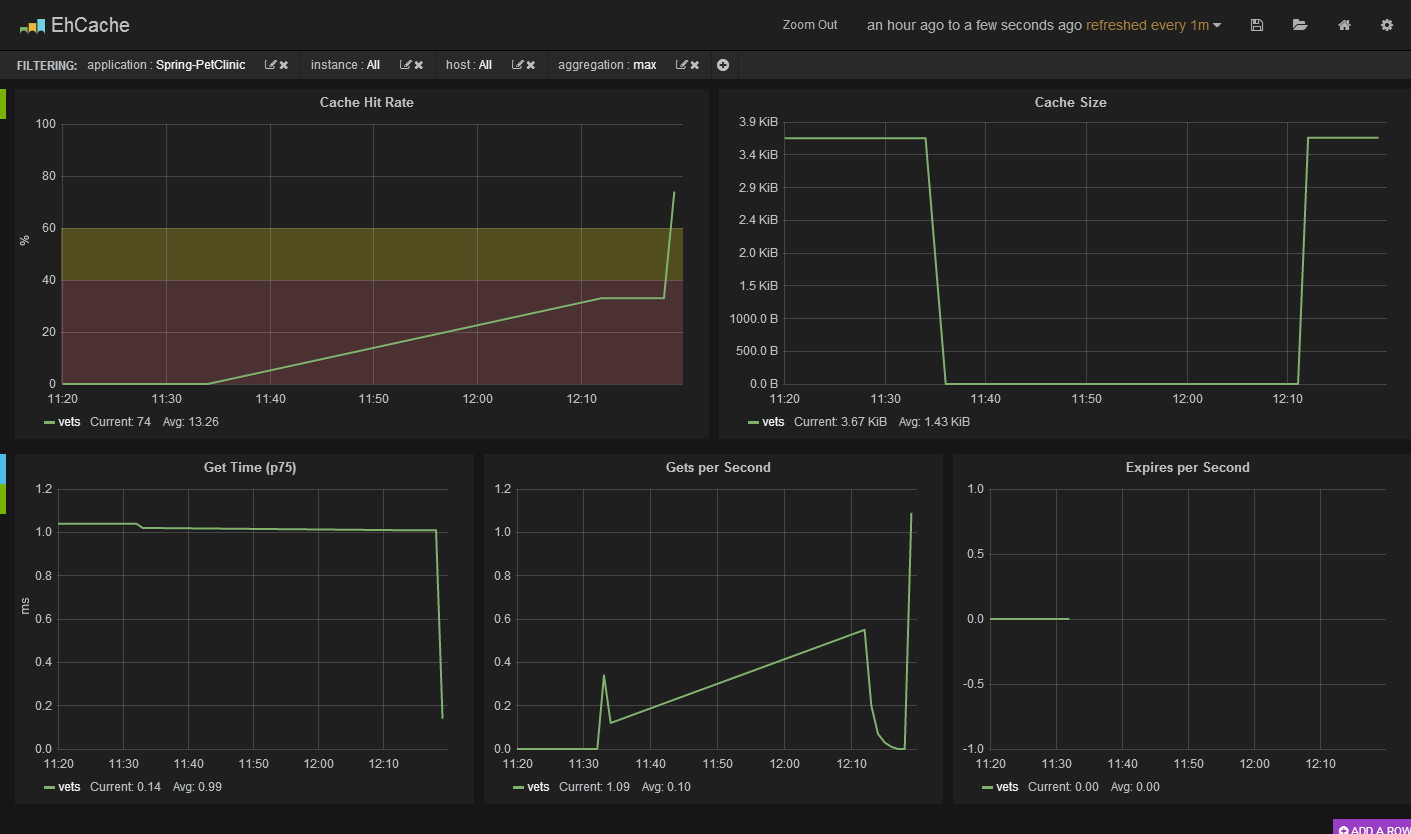 EhCache
Zoom Out an hour ago to a few seconds ago refreshed every 1m
FILTERING: application : Spring-PetClinic instance : All host : All aggregation : max
Cache Hit Rate
100
80
60
40
20
0
%
11:20 11:30 11:40 11:50 12:00 12:10
vets Current: 74 Avg: 13.26
Cache Size
3.9 KiB
3.4 KiB
2.9 KiB
2.4 KiB
2.0 KiB
1.5 KiB
1000.0 B
500.0 B
0.0 B
11:20 11:30 11:40 11:50 12:00 12:10
vets Current: 3.67 KiB Avg: 1.43 KiB
Get Time (p75)
1.2
1.0
0.8
0.6
0.4
0.2
0.0
ms
11:20 11:30 11:40 11:50 12:00 12:10
vets Current: 0.14 Avg: 0.99
Gets per Second
1.2
1.0
0.8
0.6
0.4
0.2
0.0
11:20 11:30 11:40 11:50 12:00 12:10
vets Current: 1.09 Avg: 0.10
Expires per Second
1.0
0.5
0.0
-0.5
-1.0
11:20 11:30 11:40 11:50 12:00 12:10
vets Current: 0.00 Avg: 0.00
ADD A ROW